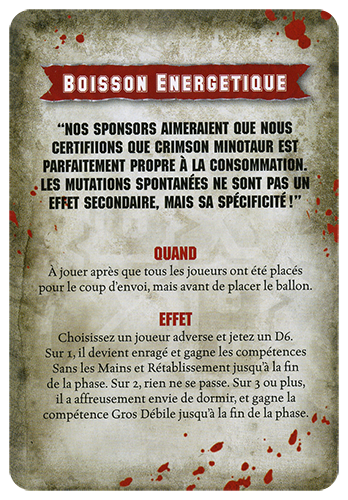 BOISSON ENERGETIQUE
“NOS SPONSORS AIMERAIENT QUE NOUS
CERTIFIIONS QUE CRIMSON MINOTAUR EST
PARFAITEMENT PROPRE À LA CONSOMMATION.
LES MUTATIONS SPONTANÉES NE SONT PAS UN
EFFET SECONDAIRE, MAIS SA SPÉCIFICITÉ !”
QUAND
À jouer après que tous les joueurs ont été placés
pour le coup d’envoi, mais avant de placer le ballon.
EFFET
Choisissez un joueur adverse et jetez un D6.
Sur 1, il devient enragé et gagne les compétences
Sans les Mains et Rétablissement jusqu’à la fin
de la phase. Sur 2, rien ne se passe. Sur 3 ou plus,
il a affreusement envie de dormir, et gagne la
compétence Gros Débile jusqu’à la fin de la phase.